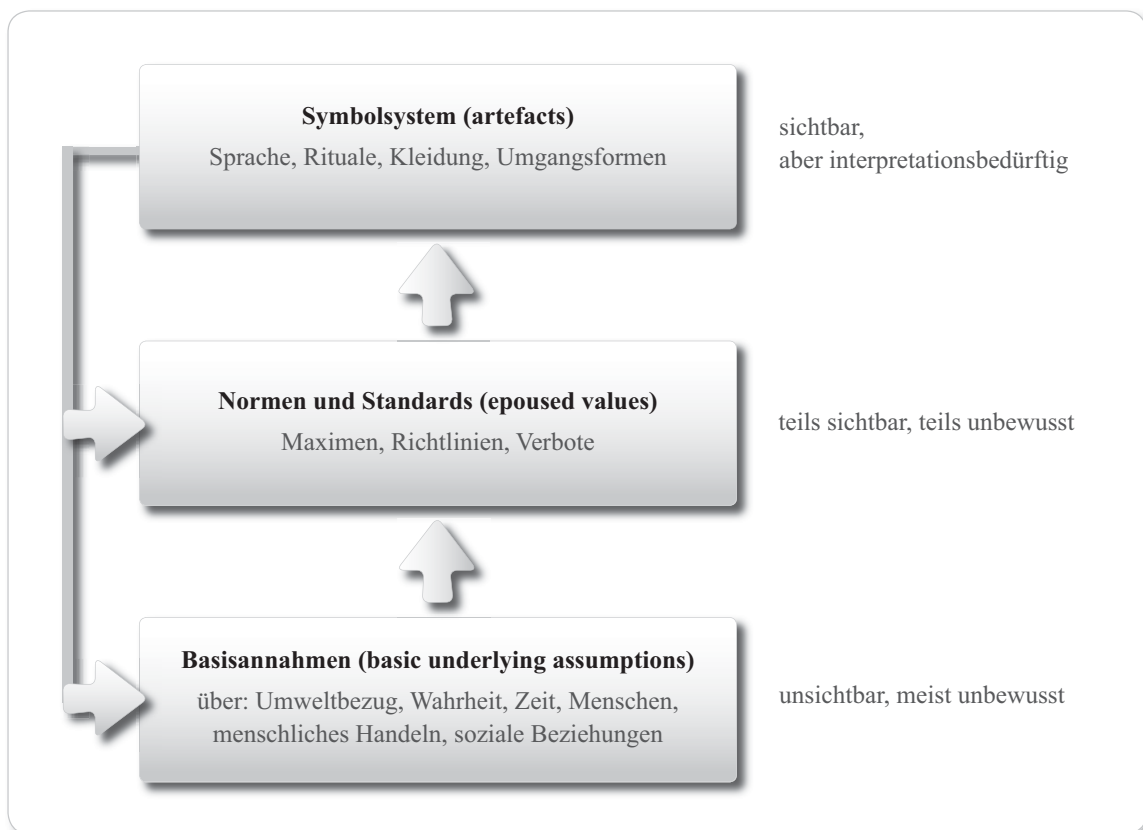 Symbolsystem (artefacts)
Sprache, Rituale, Kleidung, Umgangsformen
sichtbar,
aber interpretationsbedürftig
Normen und Standards (epoused values)
Maximen, Richtlinien, Verbote
teils sichtbar, teils unbewusst
Basisannahmen (basic underlying assumptions)
über: Umweltbezug, Wahrheit, Zeit, Menschen,
menschliches Handeln, soziale Beziehungen
unsichtbar, meist unbewusst